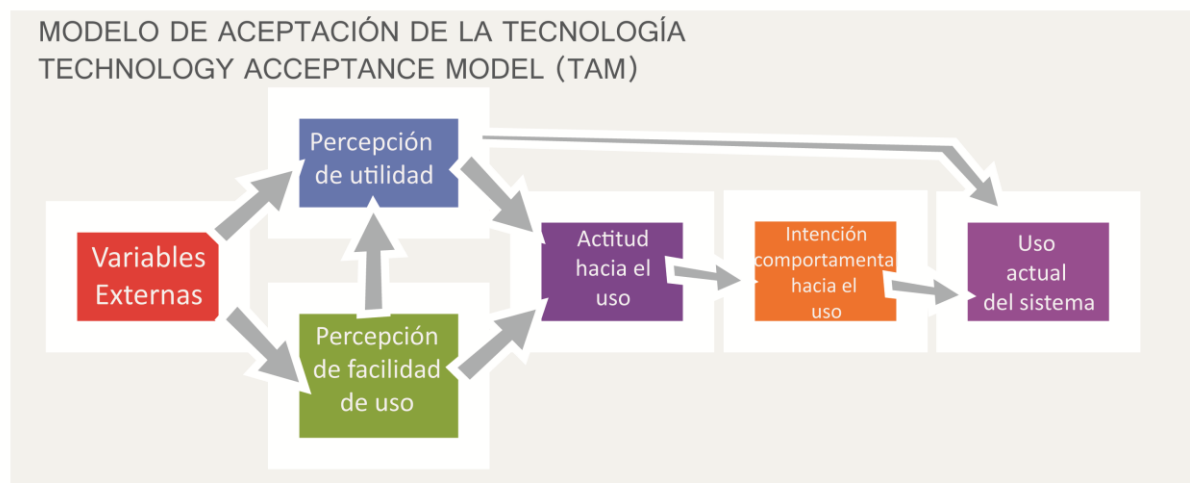 MODELO DE ACEPTACIÓN DE LA TECNOLOGÍA
TECHNOLOGY ACCEPTANCE MODEL (TAM)
Percepción
de utilidad
Variables
Externas
Percepción
de facilidad
de uso
Actitud
hacia el
uso
Intención
comportamenta
hacia el
uso
Uso
actual
del sistema